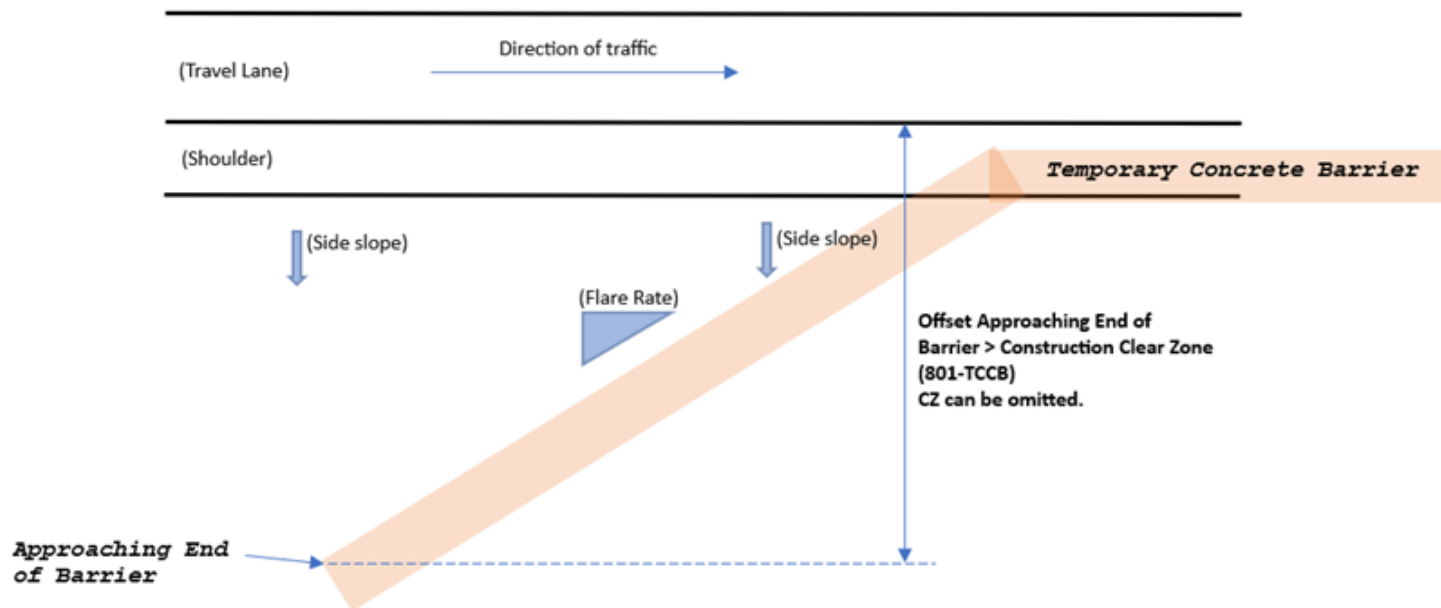 Direction of traffic
(Travel Lane)
(Shoulder)
Temporary Concrete Barrier
(Side slope)
(Side slope)
(Flare Rate)
Offset Approaching End of
Barrier > Construction Clear Zone
(801-TCCB)
CZ can be omitted.
Approaching End
of Barrier